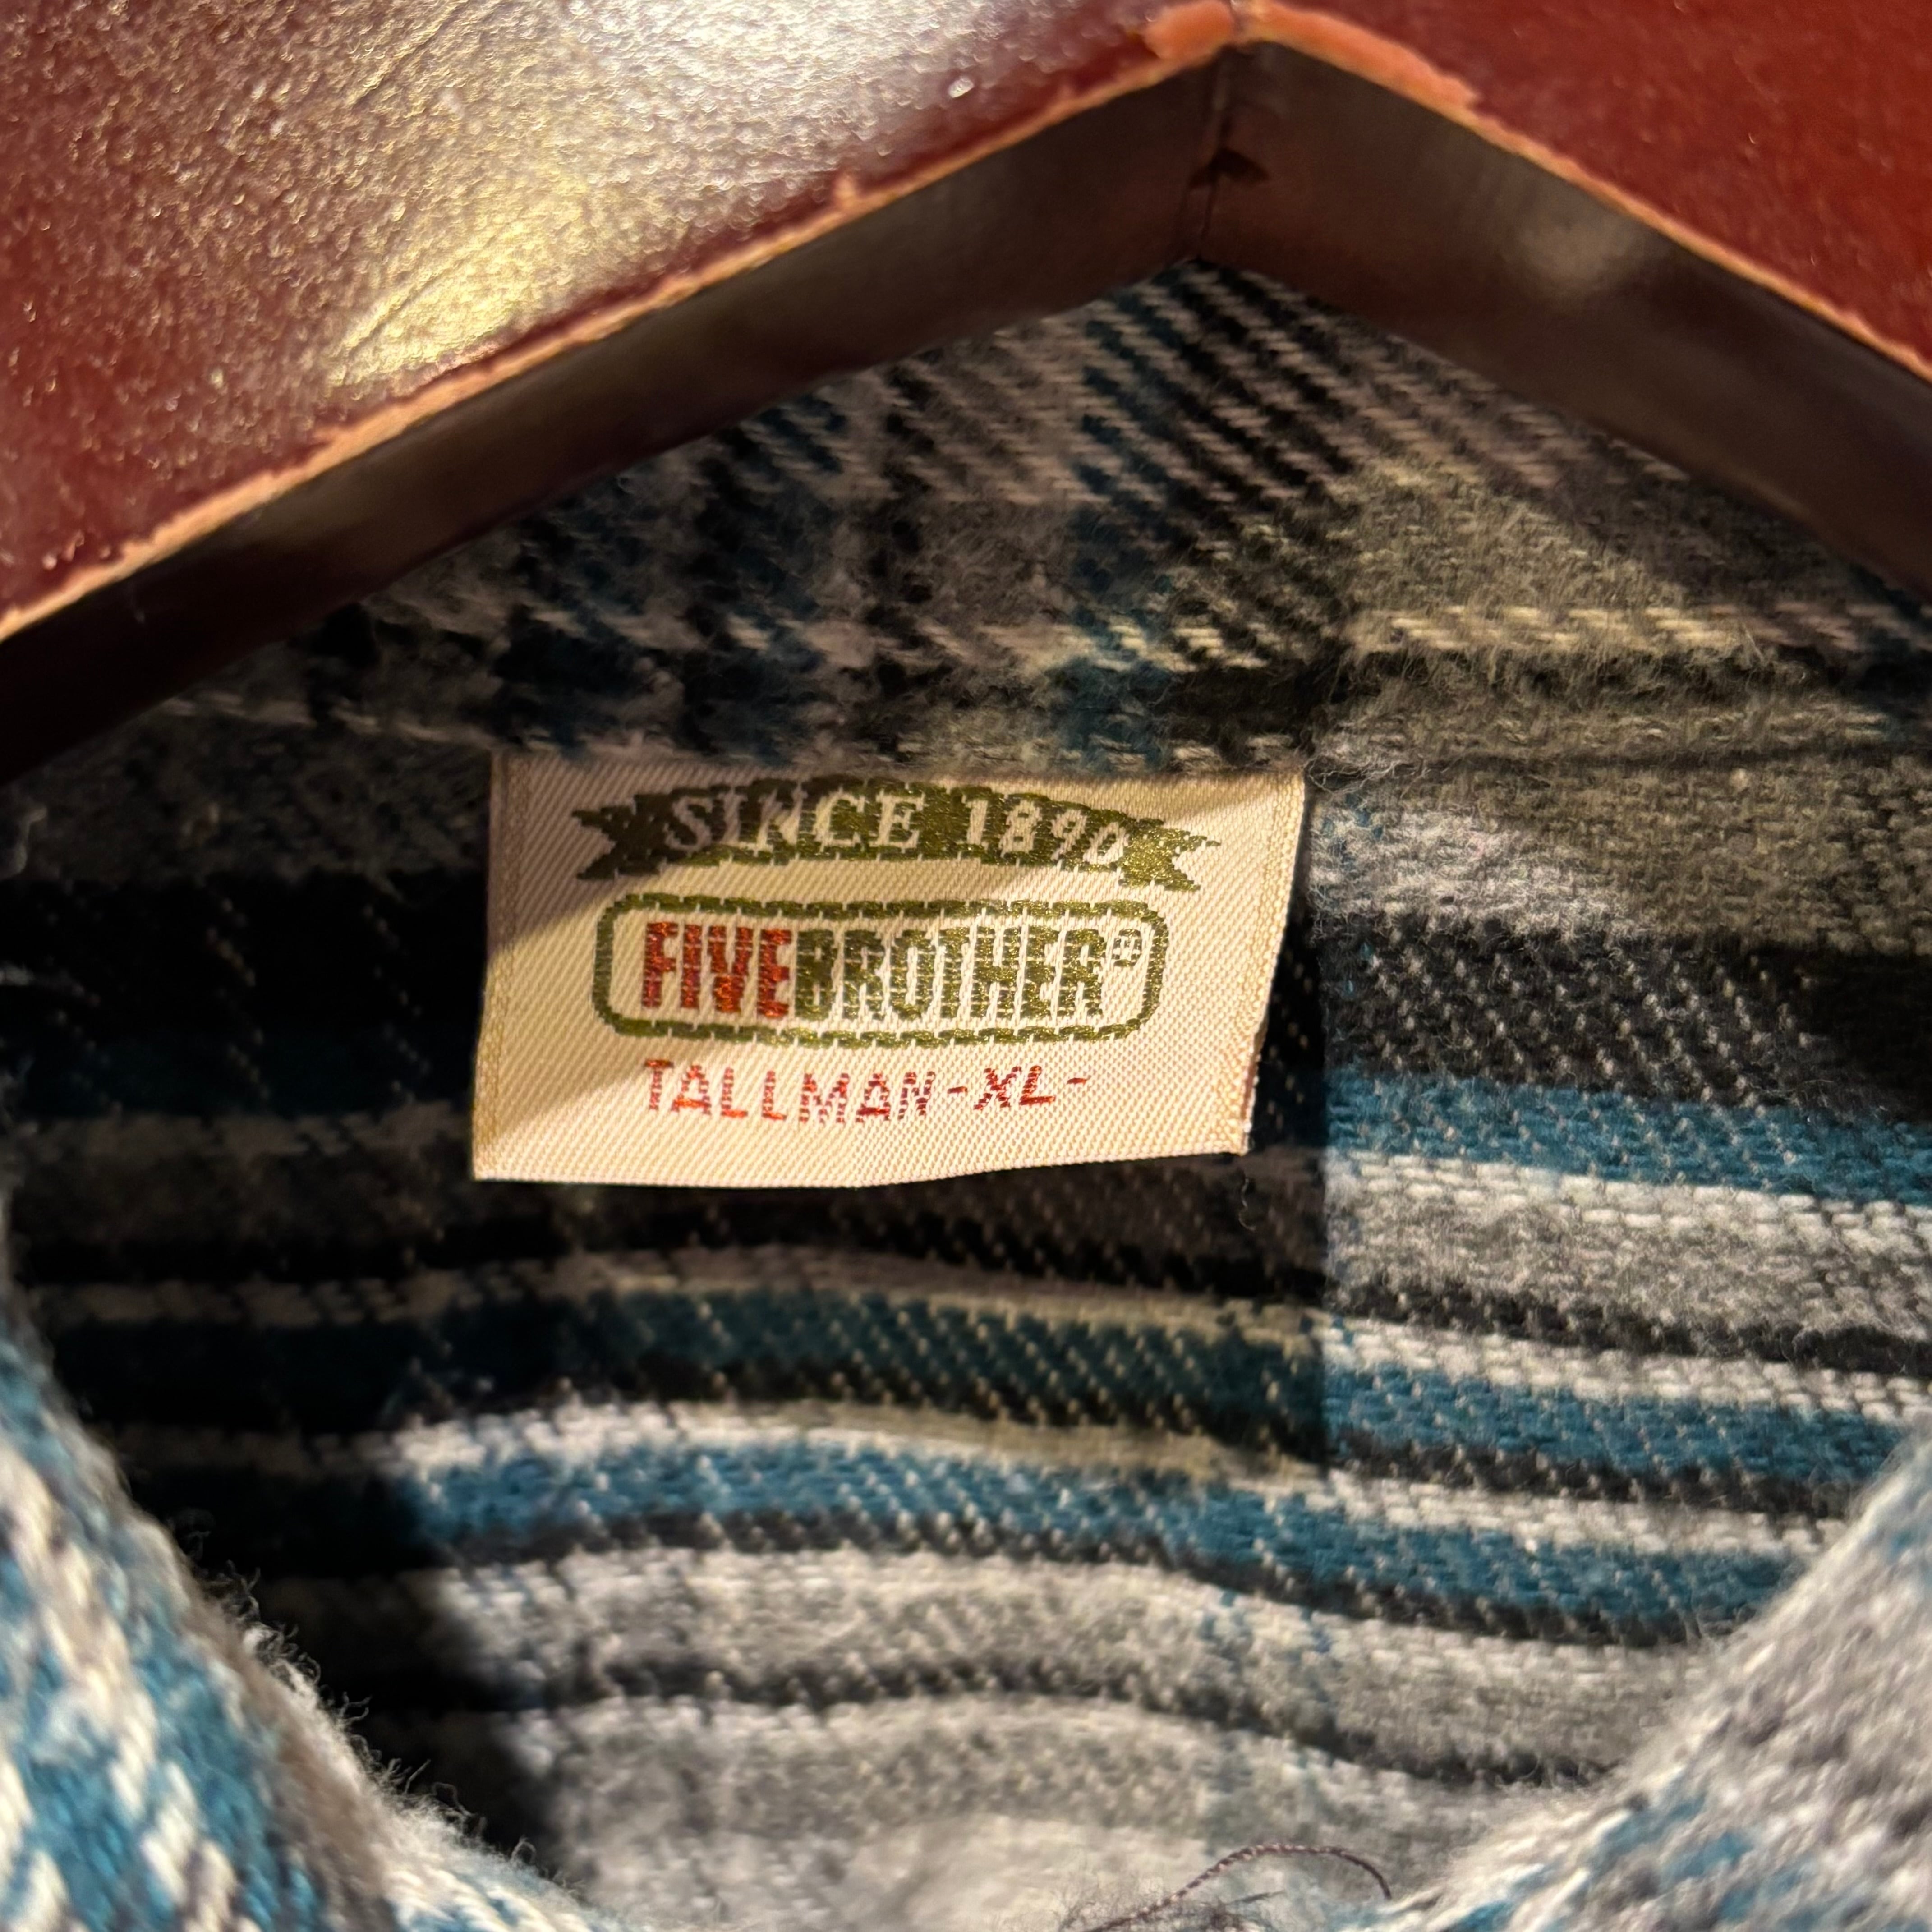 SINCE 1890
FIVEBROTHER®
TALLMAN-XL-